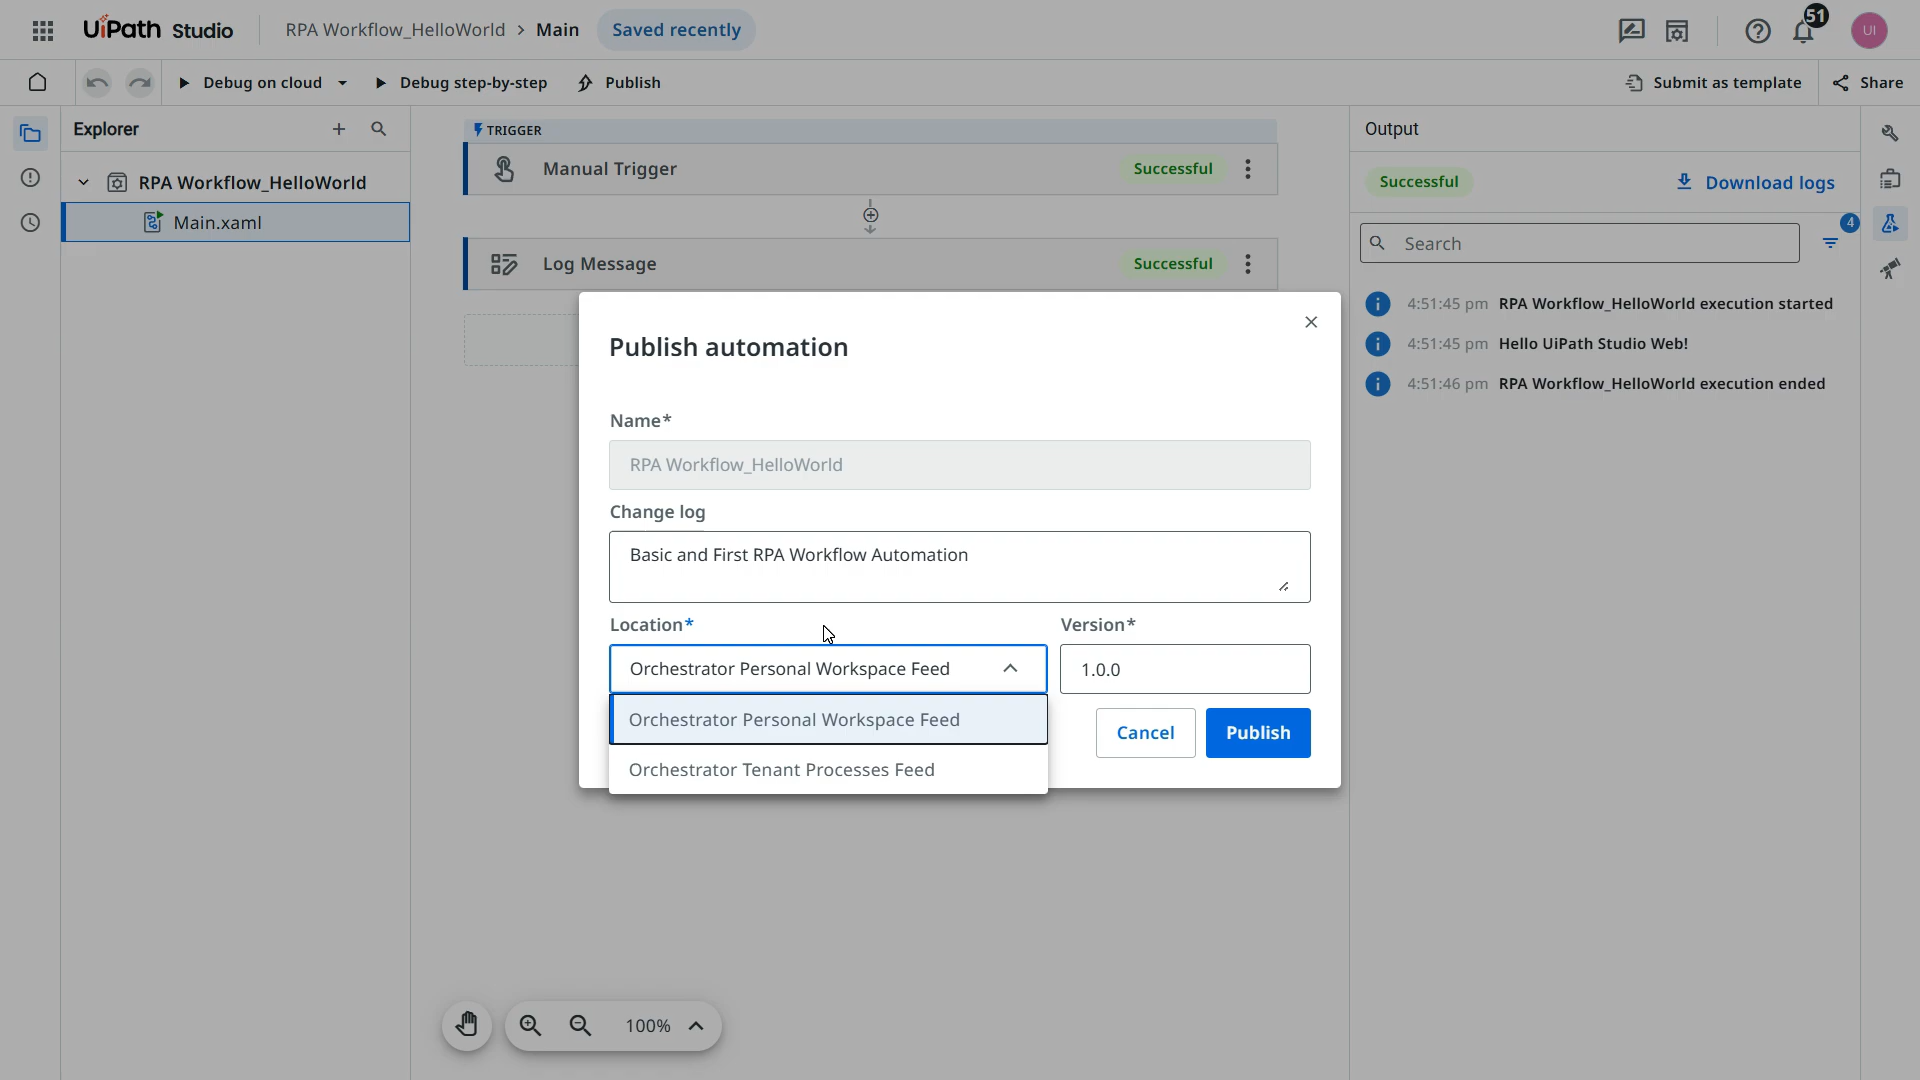 UiPath Studio
RPA Workflow_HelloWorld > Main
Saved recently
51
UI
Debug on cloud
Debug step-by-step
Publish
Submit as template
Share
Explorer
RPA Workflow_HelloWorld
Main.xaml
TRIGGER
Manual Trigger
Successful
Log Message
Successful
Output
Successful
Download logs
Search
4
4:51:45 pm RPA Workflow_HelloWorld execution started
4:51:45 pm Hello UiPath Studio Web!
4:51:46 pm RPA Workflow_HelloWorld execution ended
Publish automation
Name*
RPA Workflow_HelloWorld
Change log
Basic and First RPA Workflow Automation
Location*
Version*
Orchestrator Personal Workspace Feed
1.0.0
Orchestrator Personal Workspace Feed
Orchestrator Tenant Processes Feed
Cancel
Publish
100%